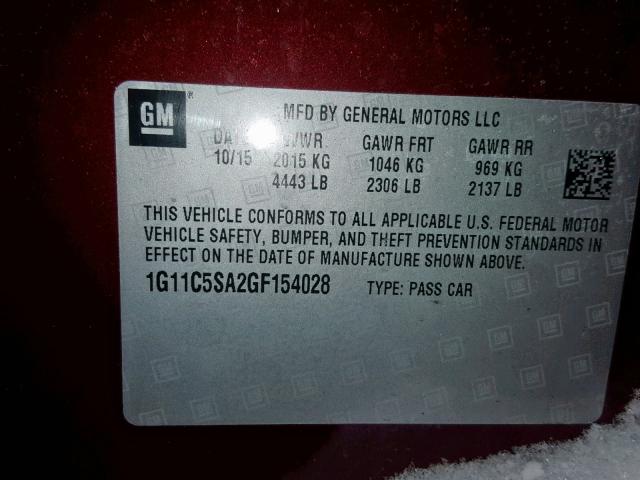 GM
MFD BY GENERAL MOTORS LLC
GAWR FRT GAWR RR
10/15 2015 KG 1046 KG 969 KG
4443 LB 2306 LB 2137 LB
THIS VEHICLE CONFORMS TO ALL APPLICABLE U.S. FEDERAL MOTOR
VEHICLE SAFETY, BUMPER, AND THEFT PREVENTION STANDARDS IN
EFFECT ON THE DATE OF MANUFACTURE SHOWN ABOVE.
1G11C5SA2GF154028 TYPE: PASS CAR